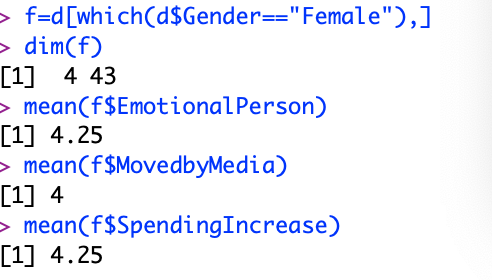 > f=d[which(d$Gender=="Female"),]
> dim(f)
[1]  4 43
> mean(f$EmotionalPerson)
[1] 4.25
> mean(f$MovedbyMedia)
[1] 4
> mean(f$SpendingIncrease)
[1] 4.25